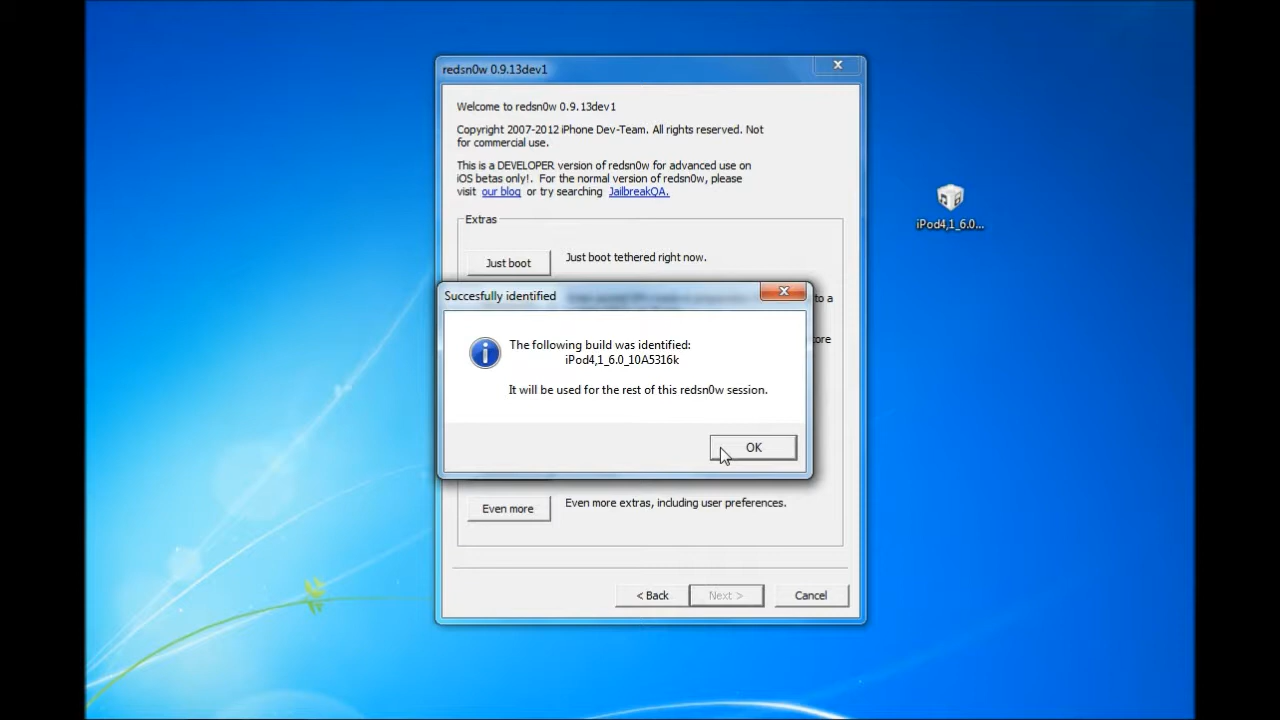 redsn0w 0.9.13dev1
Welcome to redsn0w 0.9.13dev1
Copyright 2007-2012 iPhone Dev-Team. All rights reserved. Not
for commercial use.
This is a DEVELOPER version of redsn0w for advanced use on
iOS betas only!. For the normal version of redsn0w, please
visit our blog or try searching JailbreakQA.
Extras
Just boot Just boot tethered right now.
to a
Succesfully identified
The following build was identified:
iPod4,1_6.0_10A5316k
It will be used for the rest of this redsn0w session.
OK
Even more Even more extras, including user preferences.
< Back Next > Cancel
iPod4,1_6.0...